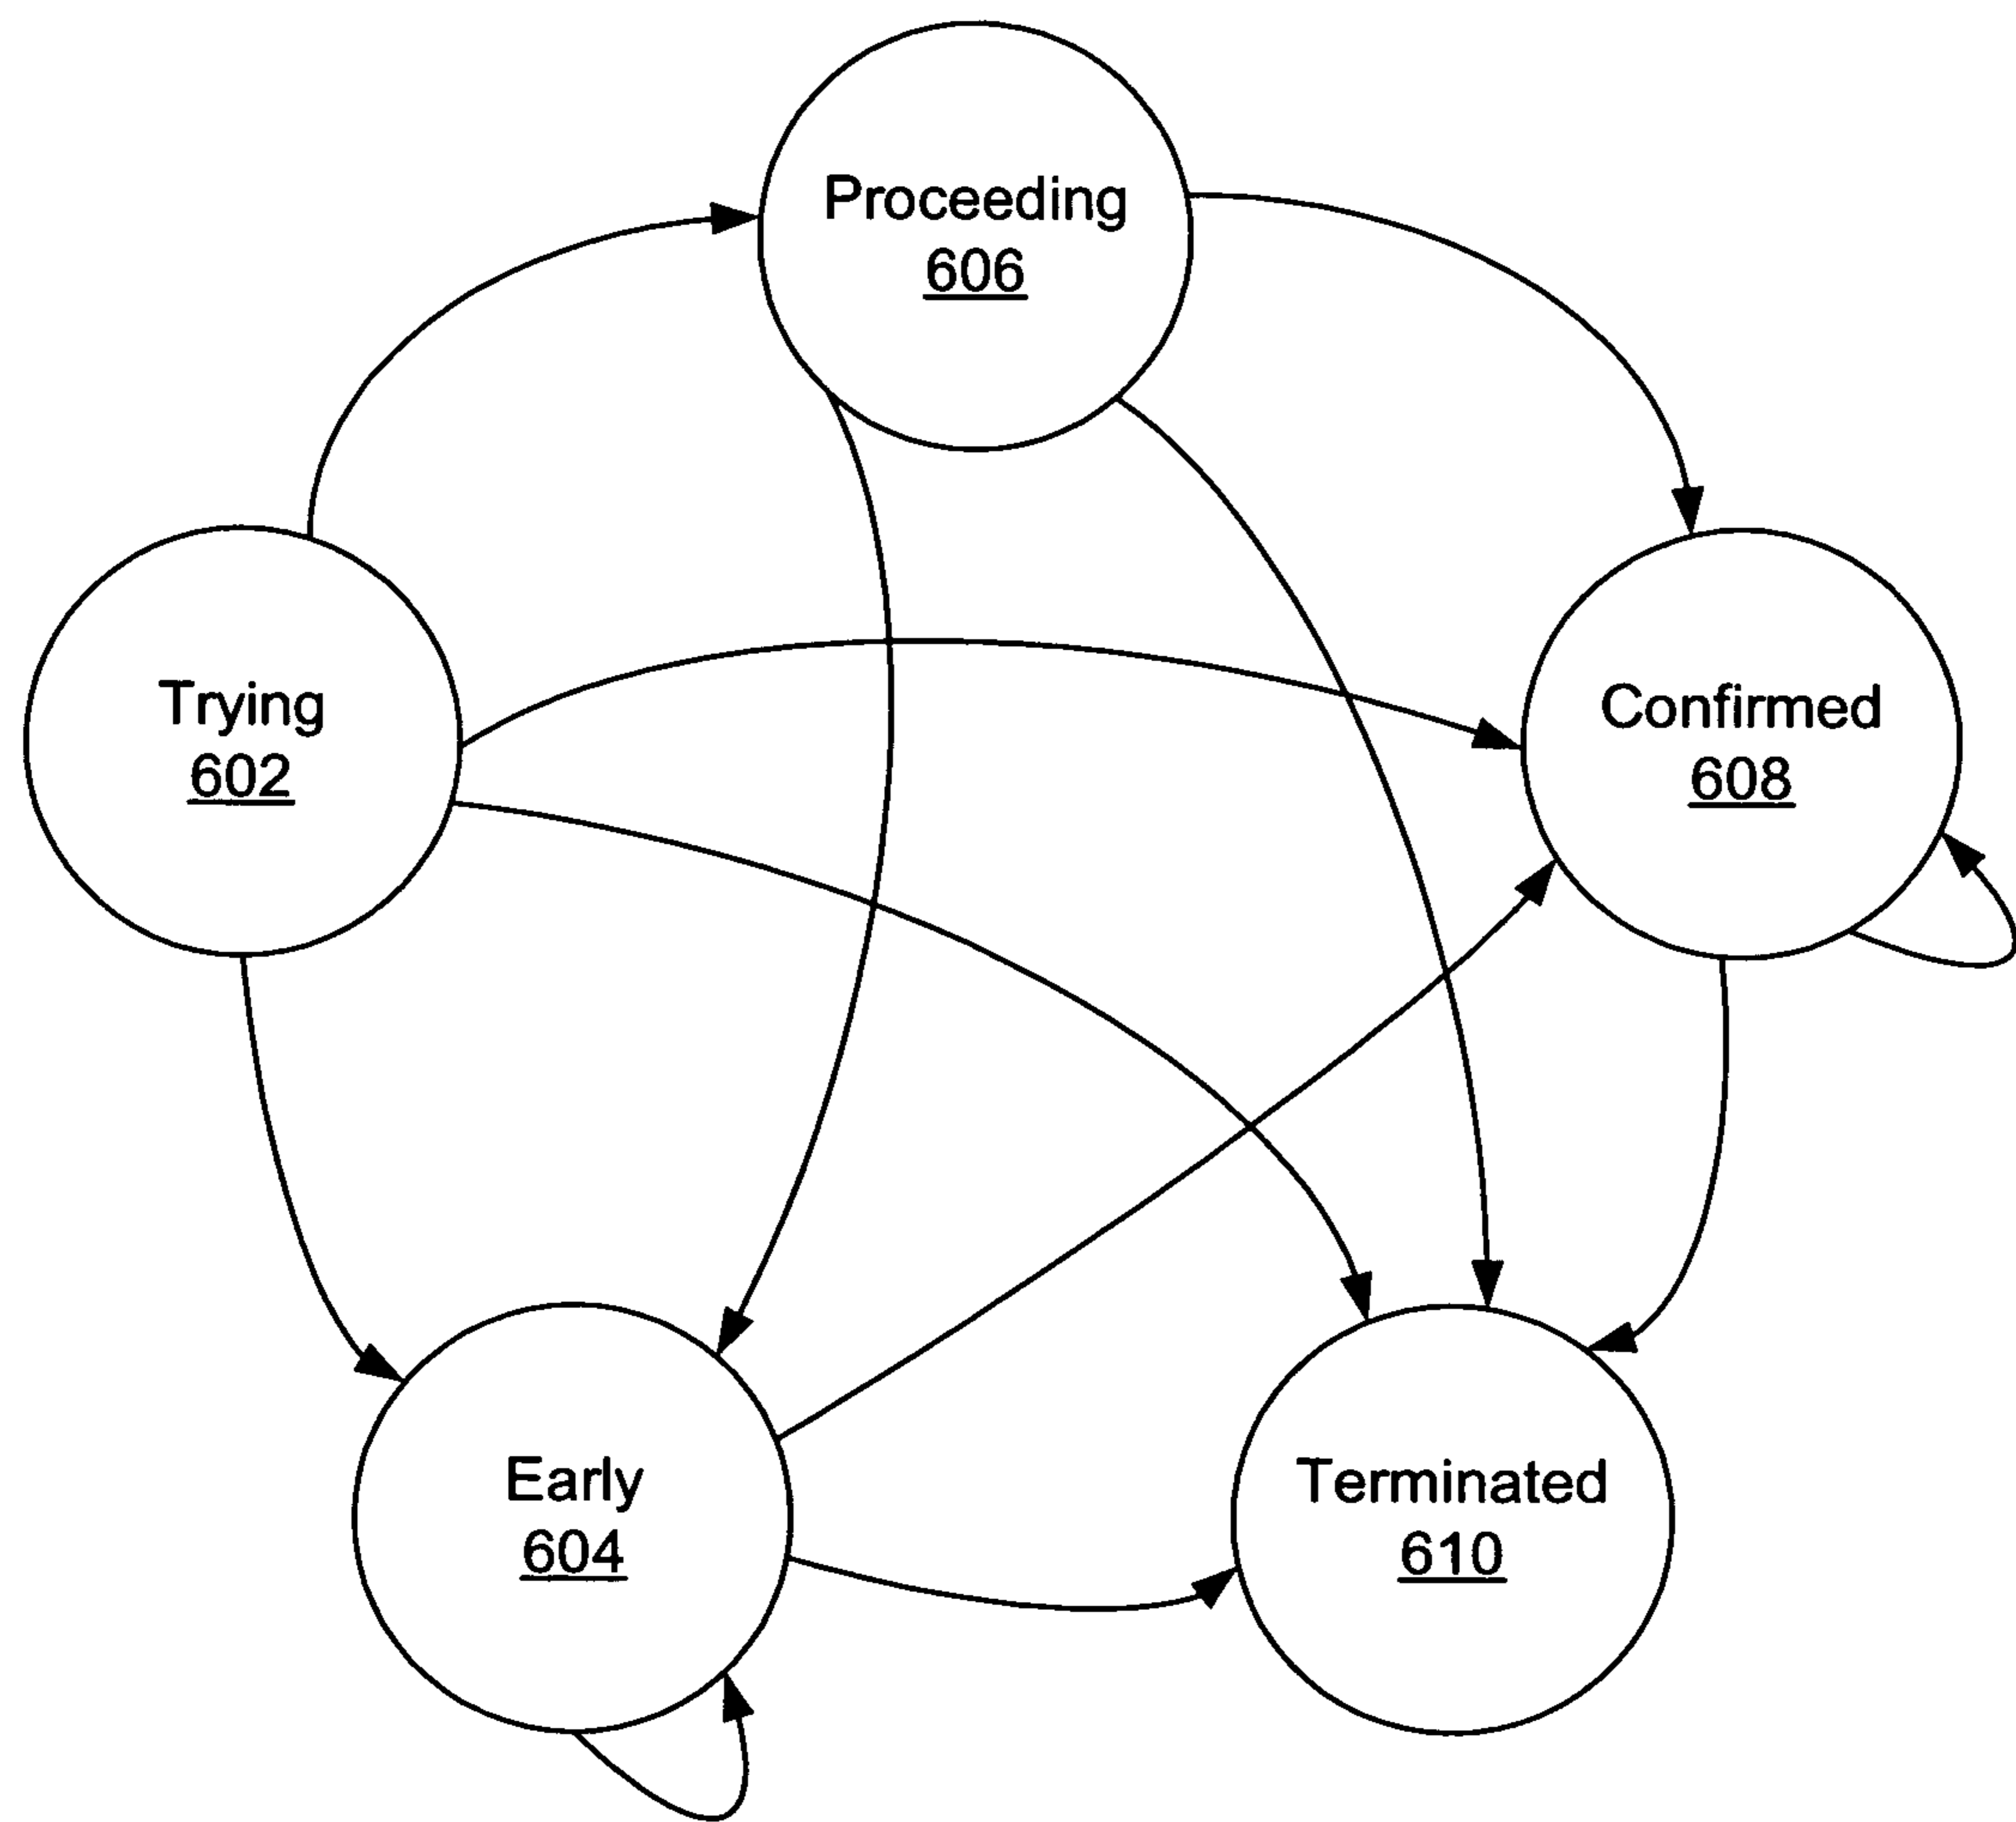 Proceeding
606
Trying
602
Confirmed
608
Early
604
Terminated
610